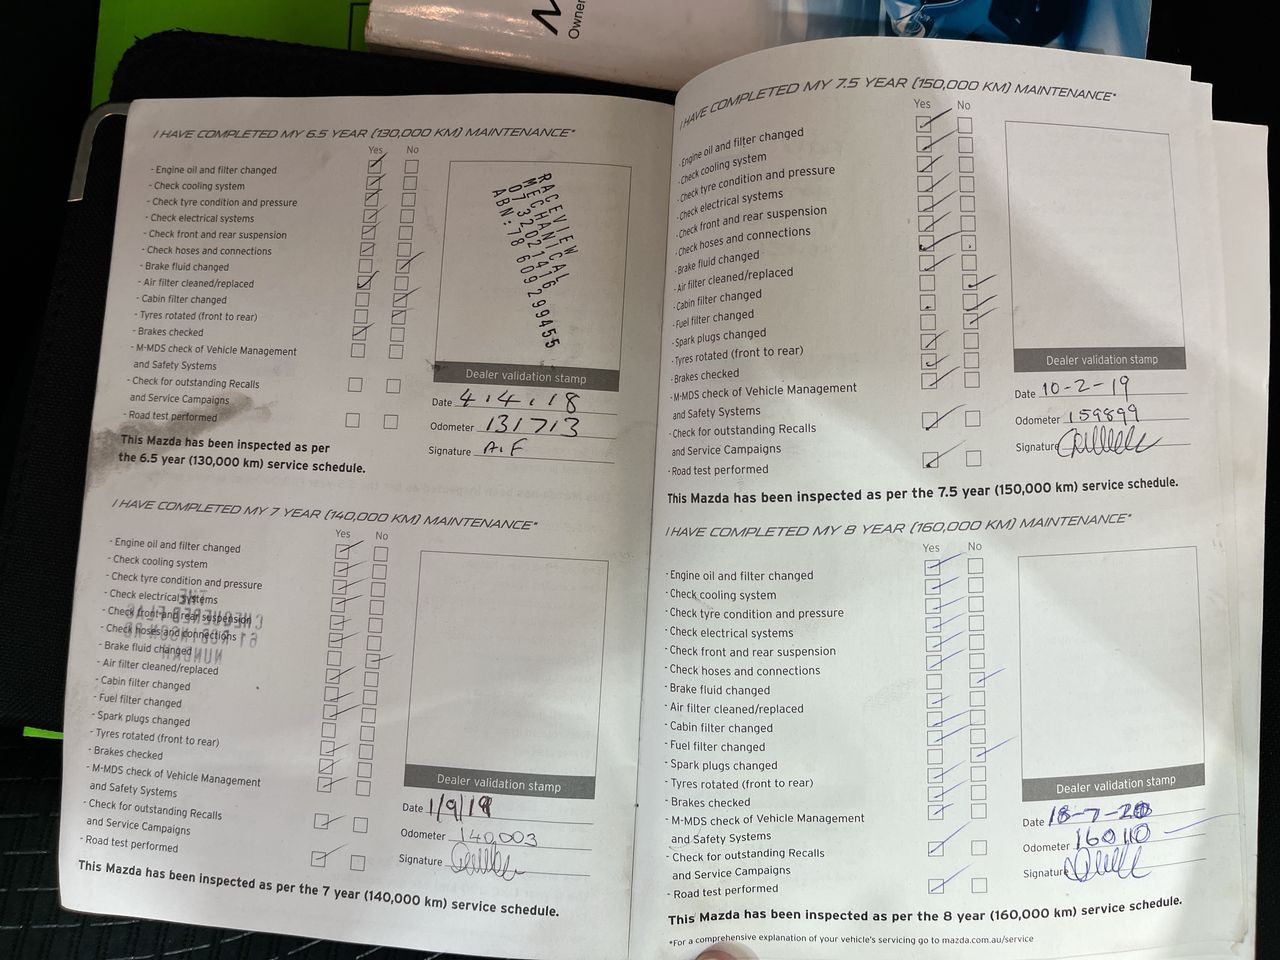 Owner
I HAVE COMPLETED MY 6.5 YEAR (130,000 KM) MAINTENANCE*
Yes No
- Engine oil and filter changed
- Check cooling system
- Check tyre condition and pressure
- Check electrical systems
- Check front and rear suspension
- Check hoses and connections
- Brake fluid changed
- Air filter cleaned/replaced
- Cabin filter changed
- Tyres rotated (front to rear)
- Brakes checked
- M-MDS check of Vehicle Management
and Safety Systems
- Check for outstanding Recalls
and Service Campaigns
- Road test performed
RACEVIEW
MECHANICAL
07 32021416
ABN: 78 609 299455
Dealer validation stamp
Date 4.4.18
Odometer 131713
Signature A.F
This Mazda has been inspected as per
the 6.5 year (130,000 km) service schedule.
I HAVE COMPLETED MY 7 YEAR (140,000 KM) MAINTENANCE*
Yes No
- Engine oil and filter changed
- Check cooling system
- Check tyre condition and pressure
- Check electrical systems
- Check front and rear suspension
- Check hoses and connections
- Brake fluid changed
- Air filter cleaned/replaced
- Cabin filter changed
- Fuel filter changed
- Spark plugs changed
- Tyres rotated (front to rear)
- Brakes checked
- M-MDS check of Vehicle Management
and Safety Systems
- Check for outstanding Recalls
and Service Campaigns
- Road test performed
Dealer validation stamp
Date
Odometer 140,003
Signature
This Mazda has been inspected as per the 7 year (140,000 km) service schedule.
I HAVE COMPLETED MY 7.5 YEAR (150,000 KM) MAINTENANCE*
Yes No
- Engine oil and filter changed
- Check cooling system
- Check tyre condition and pressure
- Check electrical systems
- Check front and rear suspension
- Check hoses and connections
- Brake fluid changed
- Air filter cleaned/replaced
- Cabin filter changed
- Fuel filter changed
- Spark plugs changed
- Tyres rotated (front to rear)
- Brakes checked
- M-MDS check of Vehicle Management
and Safety Systems
- Check for outstanding Recalls
and Service Campaigns
- Road test performed
Dealer validation stamp
Date 10-2-19
Odometer 159899
Signature
This Mazda has been inspected as per the 7.5 year (150,000 km) service schedule.
I HAVE COMPLETED MY 8 YEAR (160,000 KM) MAINTENANCE*
Yes No
- Engine oil and filter changed
- Check cooling system
- Check tyre condition and pressure
- Check electrical systems
- Check front and rear suspension
- Check hoses and connections
- Brake fluid changed
- Air filter cleaned/replaced
- Cabin filter changed
- Fuel filter changed
- Spark plugs changed
- Tyres rotated (front to rear)
- Brakes checked
- M-MDS check of Vehicle Management
and Safety Systems
- Check for outstanding Recalls
and Service Campaigns
- Road test performed
Dealer validation stamp
Date 18-7-20
Odometer 160110
Signature
This Mazda has been inspected as per the 8 year (160,000 km) service schedule.
*For a comprehensive explanation of your vehicle's servicing go to mazda.com.au/service